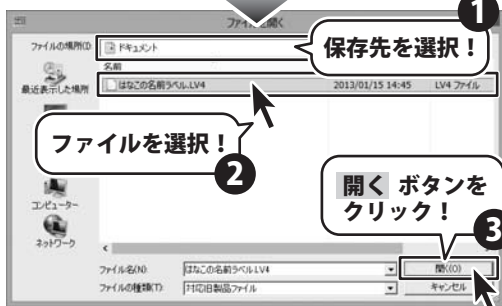 ファイルを開く
1
ファイルの場所(I):
ドキュメント
保存先を選択！
名前
最近表示した場所
はなこの名前ラベル.LV4
2013/01/15 14:45
LV4 ファイル
ファイルを選択！
2
開く ボタンを
クリック！
3
コンピューター
ネットワーク
ファイル名(N):
はなこの名前ラベル.LV4
開く(O)
ファイルの種類(T):
対応旧製品ファイル
キャンセル